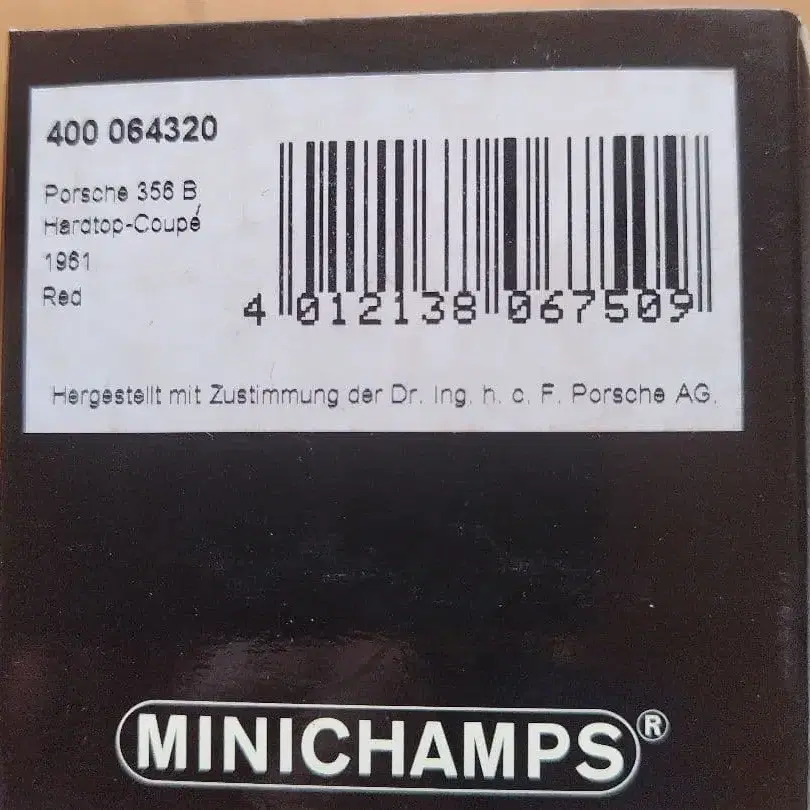 400 064320
Porsche 356 B
Hardtop-Coupé
1961
Red
4 012138 067509
Hergestellt mit Zustimmung der Dr. Ing. h. c. F. Porsche AG.
MINICHAMPS®